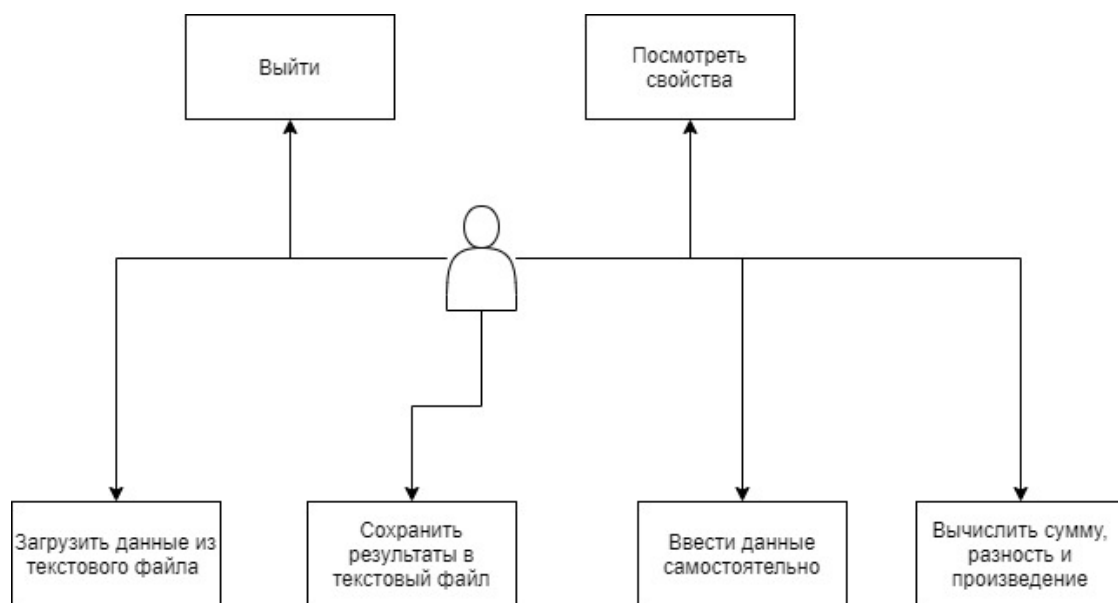 Выйти
Посмотреть
свойства
Загрузить данные из
текстового файла
Сохранить
результаты в
текстовый файл
Ввести данные
самостоятельно
Вычислить сумму,
разность и
произведение